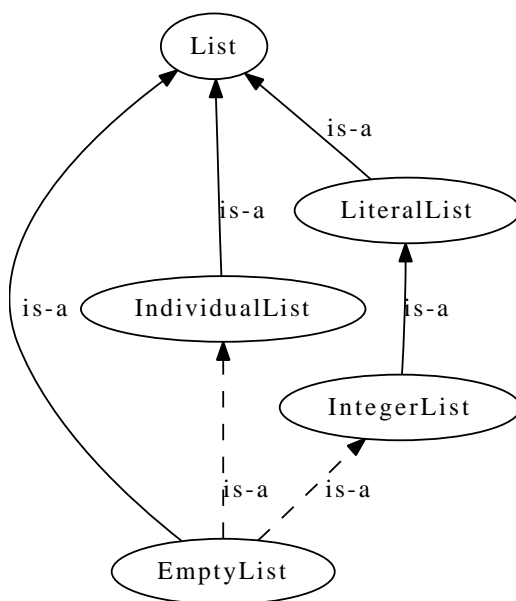 List
is-a
LiteralList
is-a
is-a
IndividualList
is-a
IntegerList
is-a
is-a
EmptyList